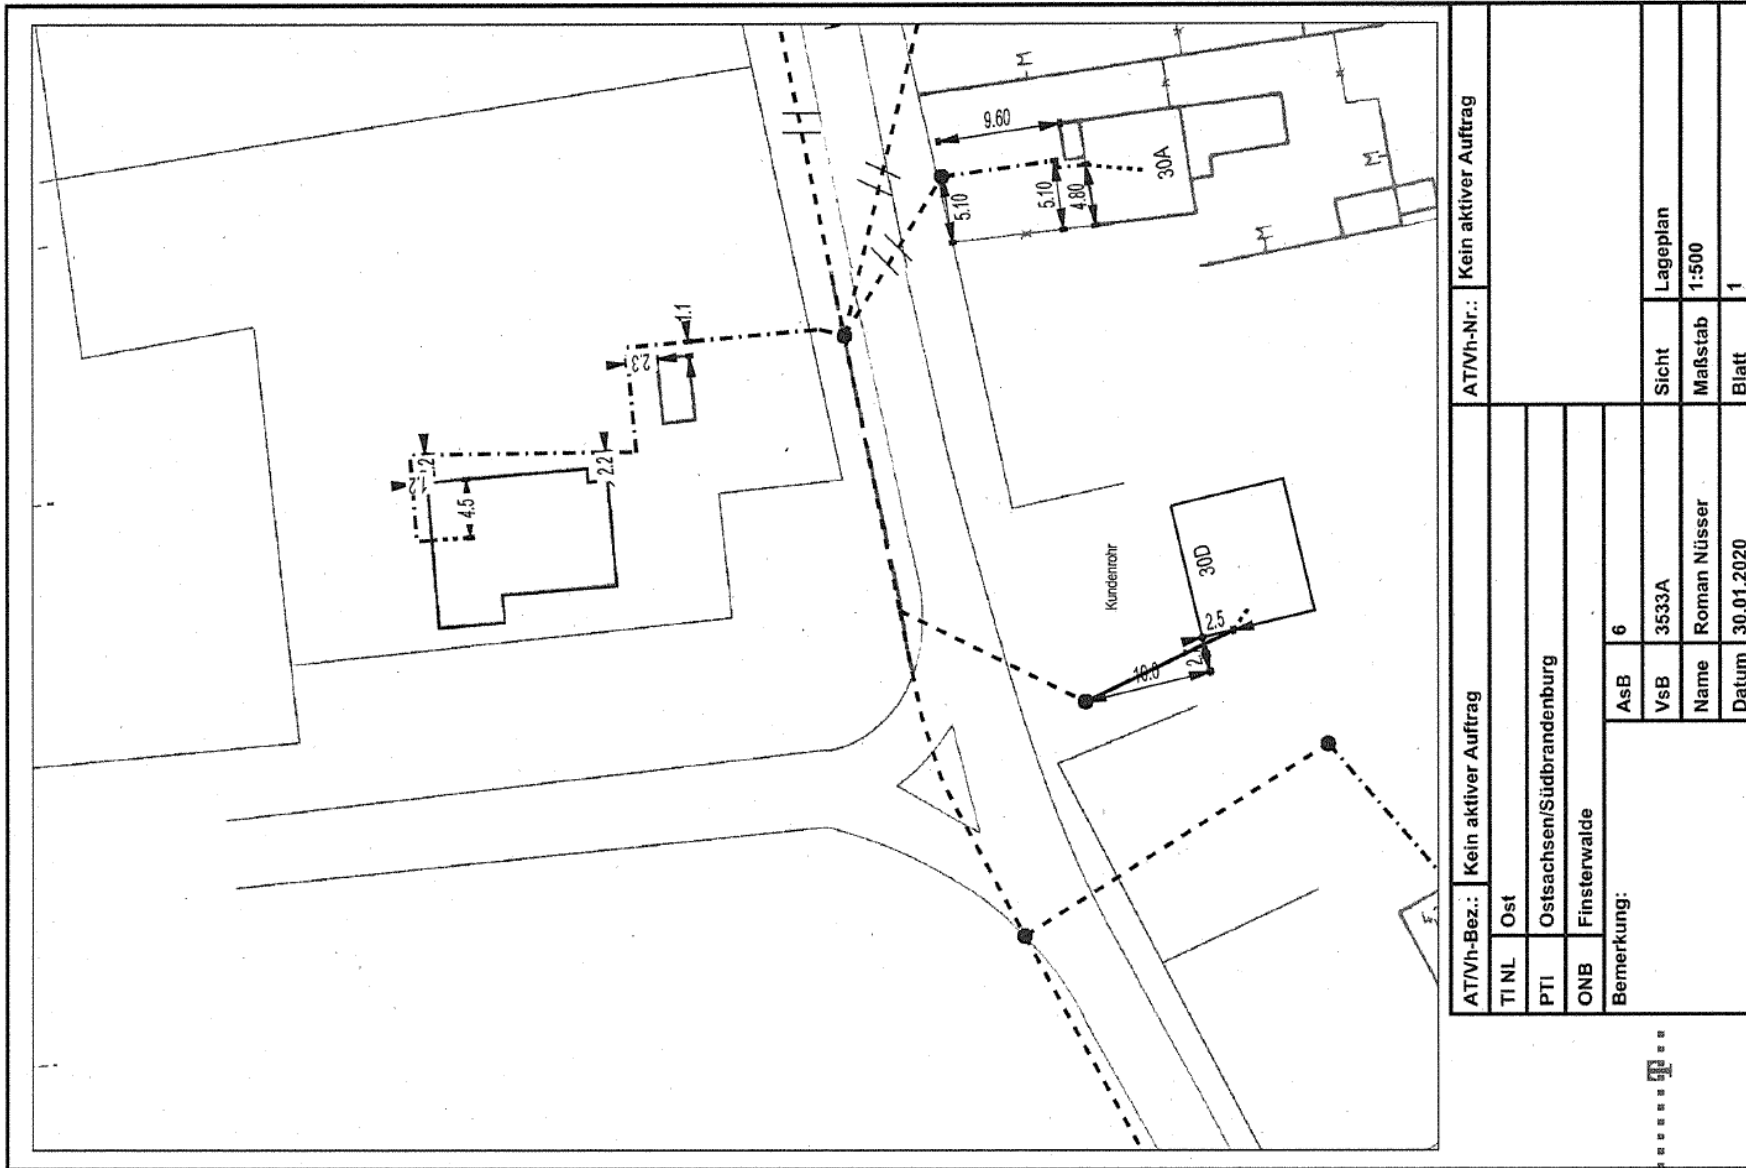 9.60
5.10
5.10
4.80
30A
1.1
2.3
1.2
.2
2.2
4.5
Kundenrohr
30D
2.5
10.0
2.
M
M
M
AT/Vh-Bez.: Kein aktiver Auftrag AT/Vh-Nr.: Kein aktiver Auftrag
TI NL Ost
PTI Ostsachsen/Südbrandenburg
ONB Finsterwalde
Bemerkung: AsB 6
VsB 3533A Sicht Lageplan
Name Roman Nüsser Maßstab 1:500
Datum 30.01.2020 Blatt 1
T